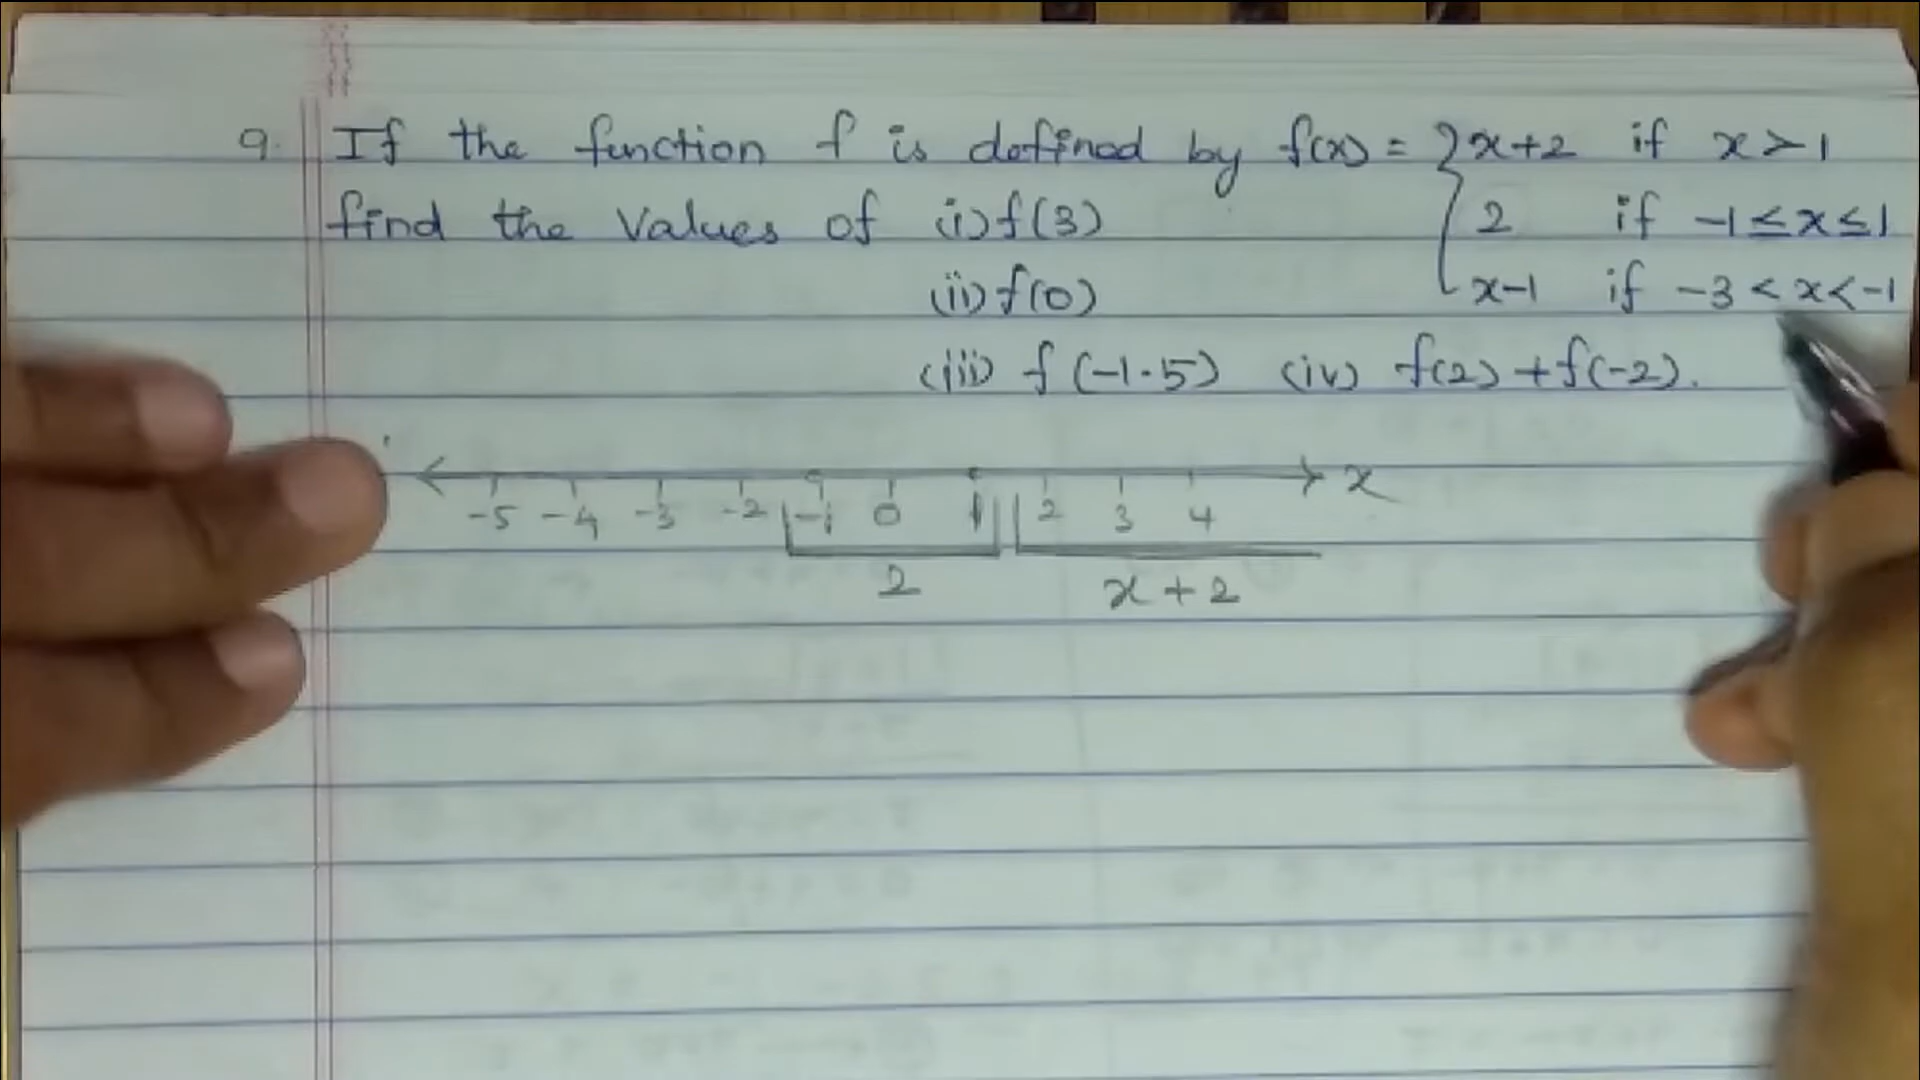 9. If the function f is defined by f(x) = { x+2 if x > 1
find the values of (i) f(3) 2 if -1 ≤ x ≤ 1
(ii) f(0) x-1 if -3 < x < -1
(iii) f(-1.5) (iv) f(2) + f(-2).
-5 -4 -3 -2 -1 0 1 2 3 4 x
2 x + 2